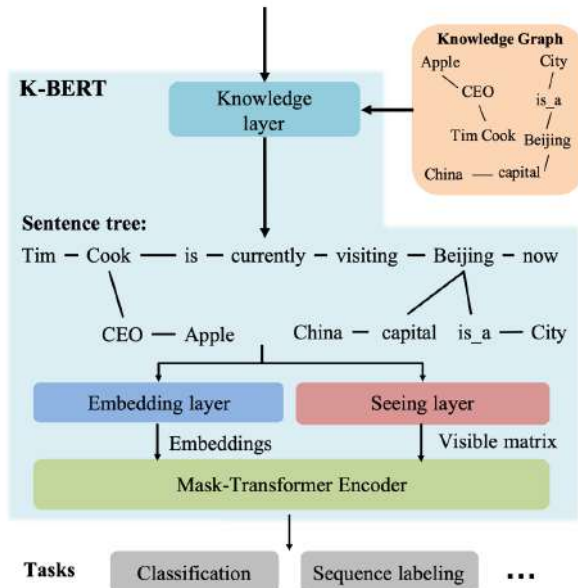 Knowledge Graph
Apple
City
CEO
is_a
Tim Cook
Beijing
China — capital
K-BERT
Knowledge
layer
Sentence tree:
Tim — Cook — is — currently — visiting — Beijing — now
CEO — Apple
China — capital
is_a — City
Embedding layer
Seeing layer
Embeddings
Visible matrix
Mask-Transformer Encoder
Tasks
Classification
Sequence labeling
...